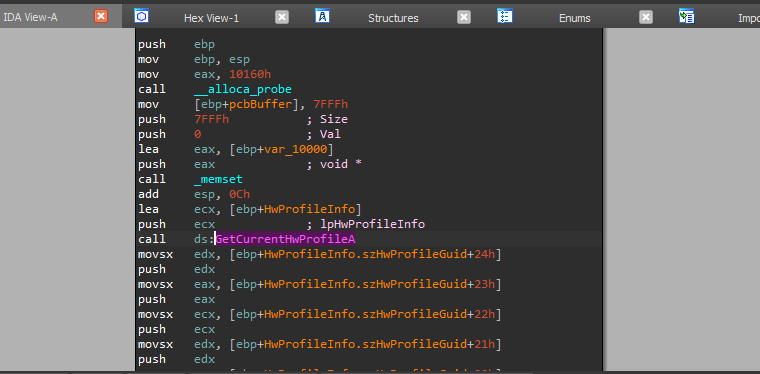 IDA View-A Hex View-1 Structures Enums Impo
push ebp
mov ebp, esp
mov eax, 10160h
call __alloca_probe
mov [ebp+pcbBuffer], 7FFFh
push 7FFFh ; Size
push 0 ; Val
lea eax, [ebp+var_10000]
push eax ; void *
call _memset
add esp, 0Ch
lea ecx, [ebp+HwProfileInfo]
push ecx ; lpHwProfileInfo
call ds:GetCurrentHwProfileA
movsx edx, [ebp+HwProfileInfo.szHwProfileGuid+24h]
push edx
movsx eax, [ebp+HwProfileInfo.szHwProfileGuid+23h]
push eax
movsx ecx, [ebp+HwProfileInfo.szHwProfileGuid+22h]
push ecx
movsx edx, [ebp+HwProfileInfo.szHwProfileGuid+21h]
push edx